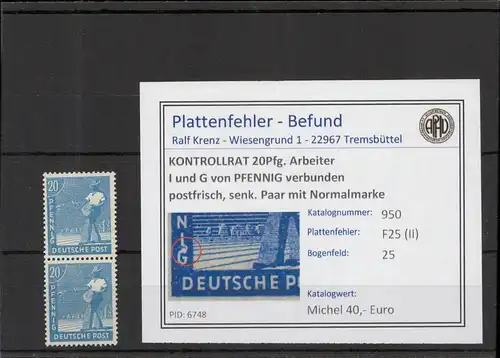 Plattenfehler - Befund
Ralf Krenz - Wiesengrund 1 - 22967 Tremsbüttel
APHV
KONTROLLRAT 20Pfg. Arbeiter
I und G von PFENNIG verbunden
postfrisch, senk. Paar mit Normalmarke
Katalognummer: 950
Plattenfehler: F25 (II)
Bogenfeld: 25
Katalogwert:
Michel 40,- Euro
NIG
DEUTSCHE P
PID: 6748
20
PFENNIG
DEUTSCHE POST
20
PFENNIG
DEUTSCHE POST